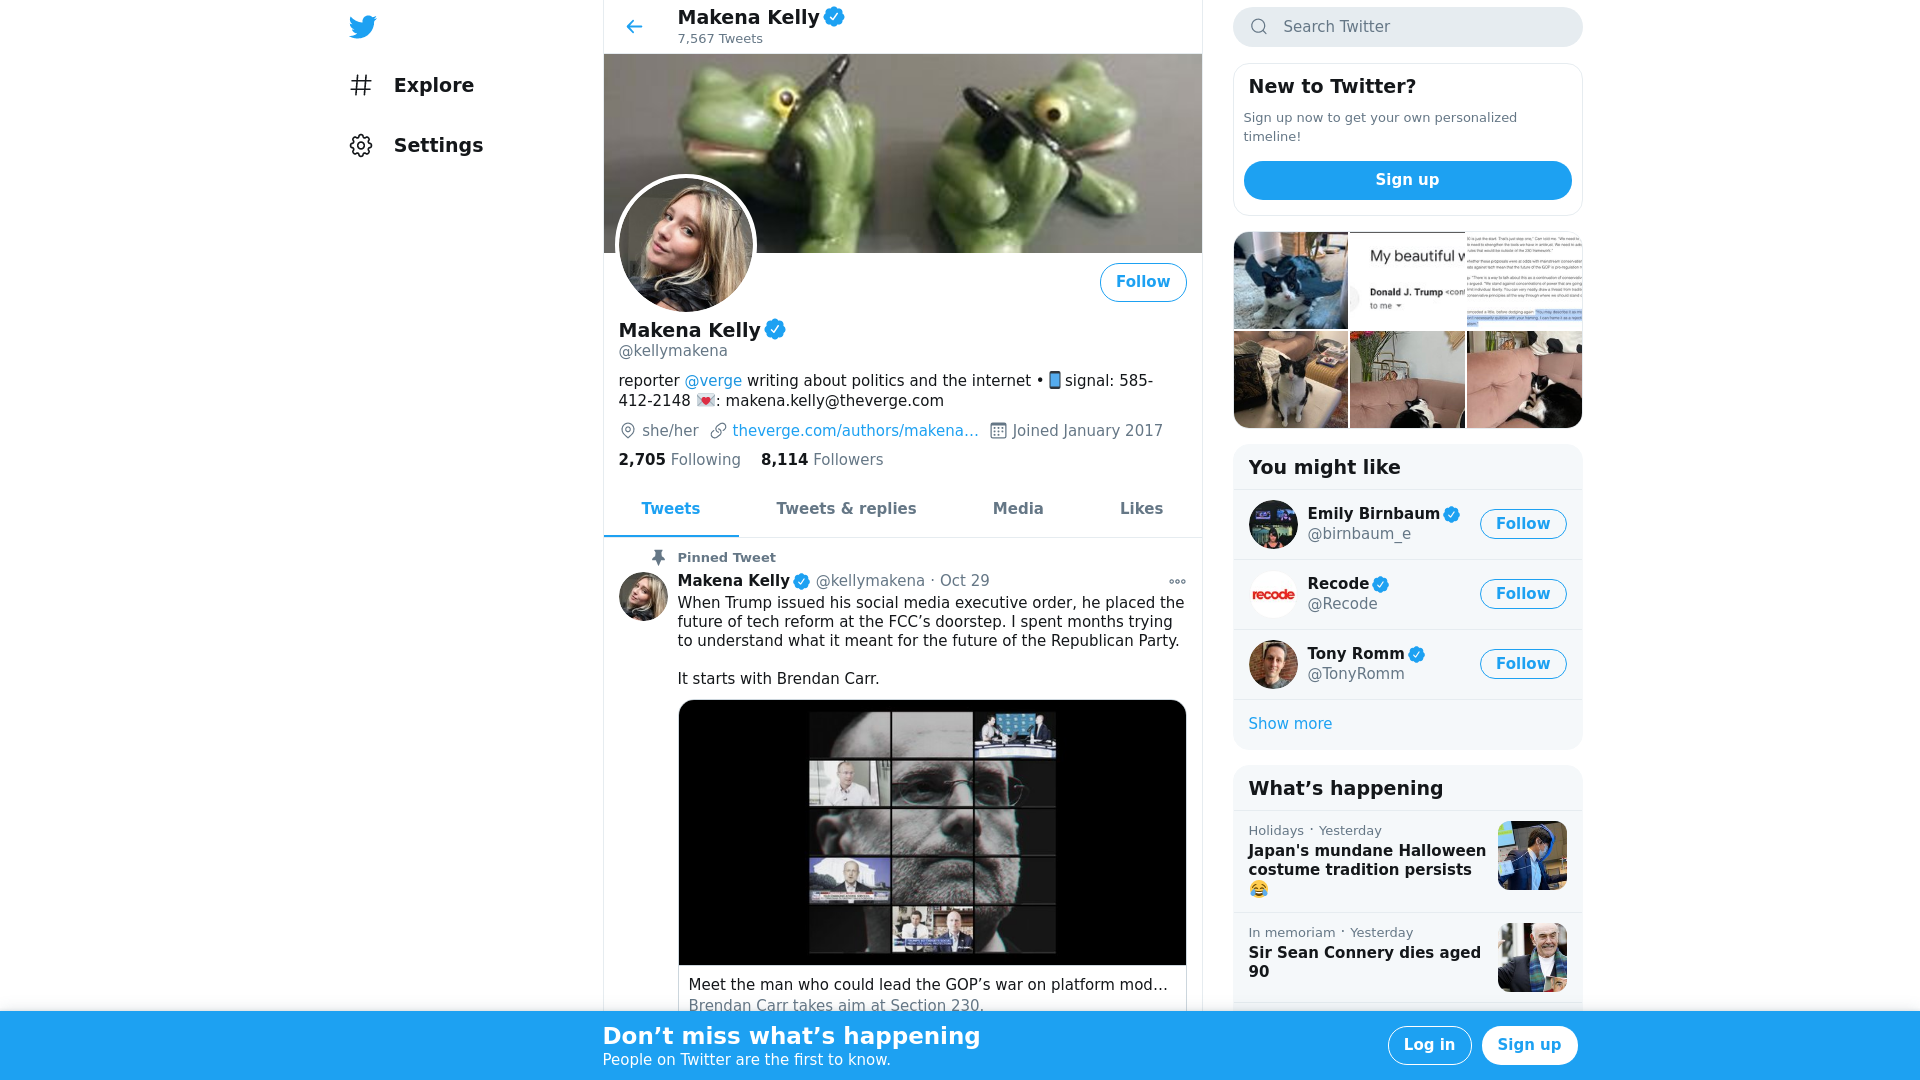 Makena Kelly
7,567 Tweets
Explore
Settings
Follow
Makena Kelly
@kellymakena
reporter @verge writing about politics and the internet • 📱signal: 585-
412-2148 💌: makena.kelly@theverge.com
she/her theverge.com/authors/makena… Joined January 2017
2,705 Following 8,114 Followers
Tweets Tweets & replies Media Likes
Pinned Tweet
Makena Kelly @kellymakena · Oct 29
When Trump issued his social media executive order, he placed the
future of tech reform at the FCC’s doorstep. I spent months trying
to understand what it meant for the future of the Republican Party.
It starts with Brendan Carr.
Meet the man who could lead the GOP’s war on platform mod…
Brendan Carr takes aim at Section 230.
Search Twitter
New to Twitter?
Sign up now to get your own personalized
timeline!
Sign up
My beautiful
Donald J. Trump
to me
You might like
Emily Birnbaum
@birnbaum_e
Follow
recode
Recode
@Recode
Follow
Tony Romm
@TonyRomm
Follow
Show more
What’s happening
Holidays · Yesterday
Japan's mundane Halloween
costume tradition persists
😂
In memoriam · Yesterday
Sir Sean Connery dies aged
90
Don’t miss what’s happening
People on Twitter are the first to know.
Log in
Sign up